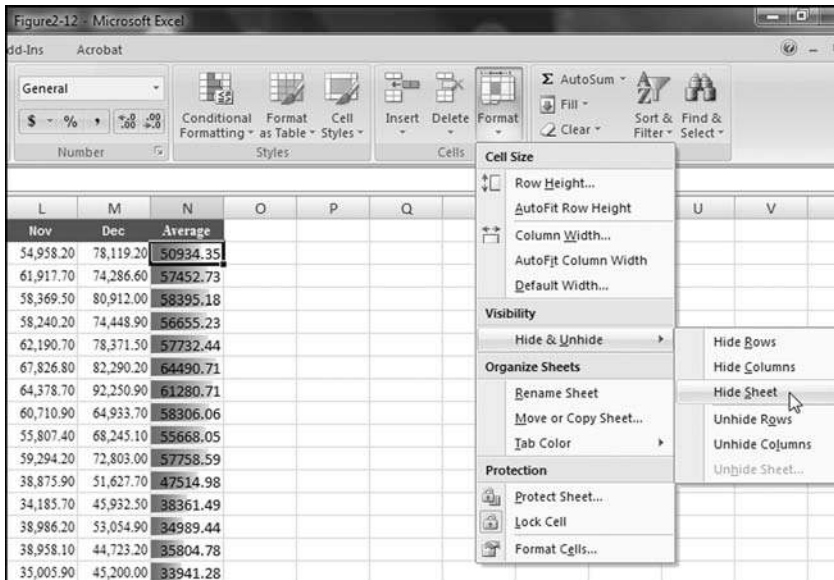 Figure2-12 - Microsoft Excel
dd-Ins Acrobat
General
$ % , .0 .00 .00 .0
Conditional Formatting
Format as Table
Cell Styles
Insert Delete Format
Σ AutoSum
Fill
Clear
Sort & Filter
Find & Select
Number Styles Cells
Cell Size
Row Height...
AutoFit Row Height
Column Width...
AutoFit Column Width
Default Width...
Visibility
Hide & Unhide
Organize Sheets
Rename Sheet
Move or Copy Sheet...
Tab Color
Protection
Protect Sheet...
Lock Cell
Format Cells...
Hide Rows
Hide Columns
Hide Sheet
Unhide Rows
Unhide Columns
Unhide Sheet...
L M N O P Q U V
Nov Dec Average
54,958.20 78,119.20 50934.35
61,917.70 74,286.60 57452.73
58,369.50 80,912.00 58395.18
58,240.20 74,448.90 56655.23
62,190.70 78,371.50 57732.44
67,826.80 82,290.20 64490.71
64,378.70 92,250.90 61280.71
60,710.90 64,933.70 58306.06
55,807.40 68,245.10 55668.05
59,294.20 72,803.00 57758.59
38,875.90 51,627.70 47514.98
34,185.70 45,932.50 38361.49
38,986.20 53,054.90 34989.44
38,958.10 44,723.20 35804.78
35,005.90 45,200.00 33941.28